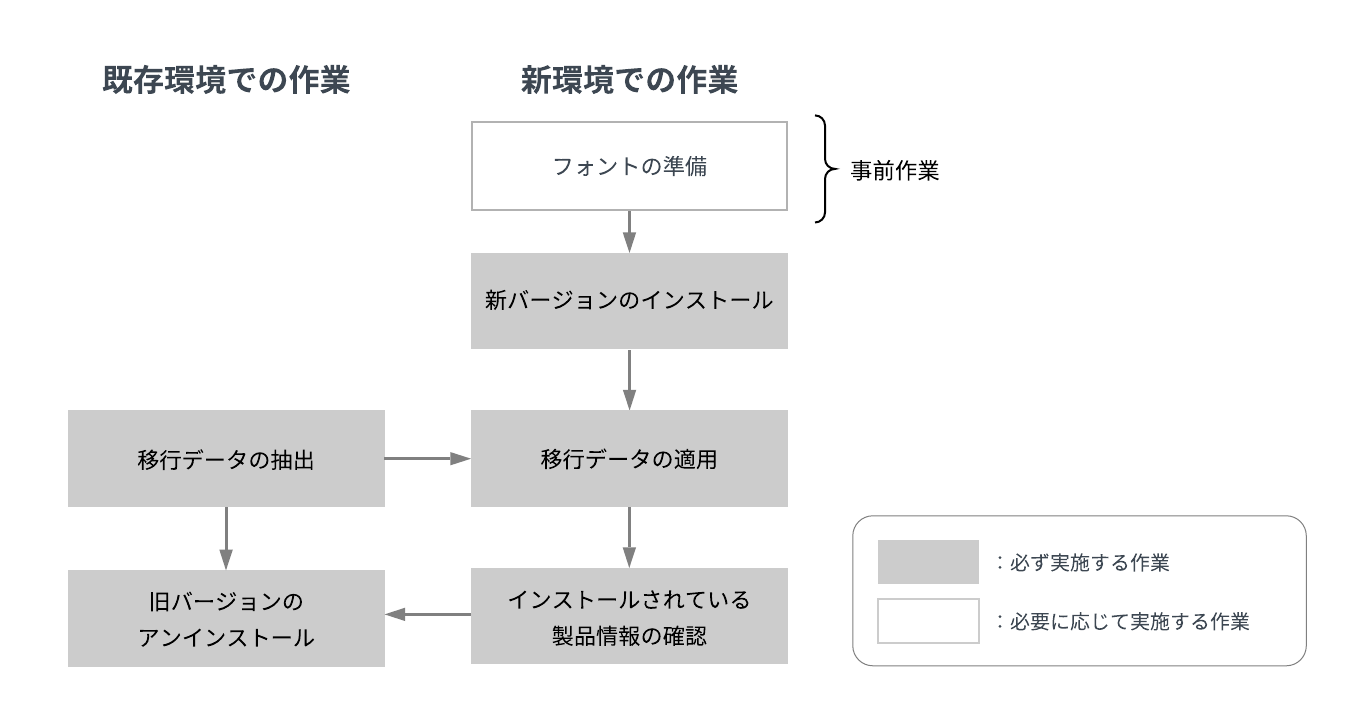 既存環境での作業
新環境での作業
フォントの準備
事前作業
新バージョンのインストール
移行データの抽出
移行データの適用
旧バージョンの
アンインストール
インストールされている
製品情報の確認
：必ず実施する作業
：必要に応じて実施する作業